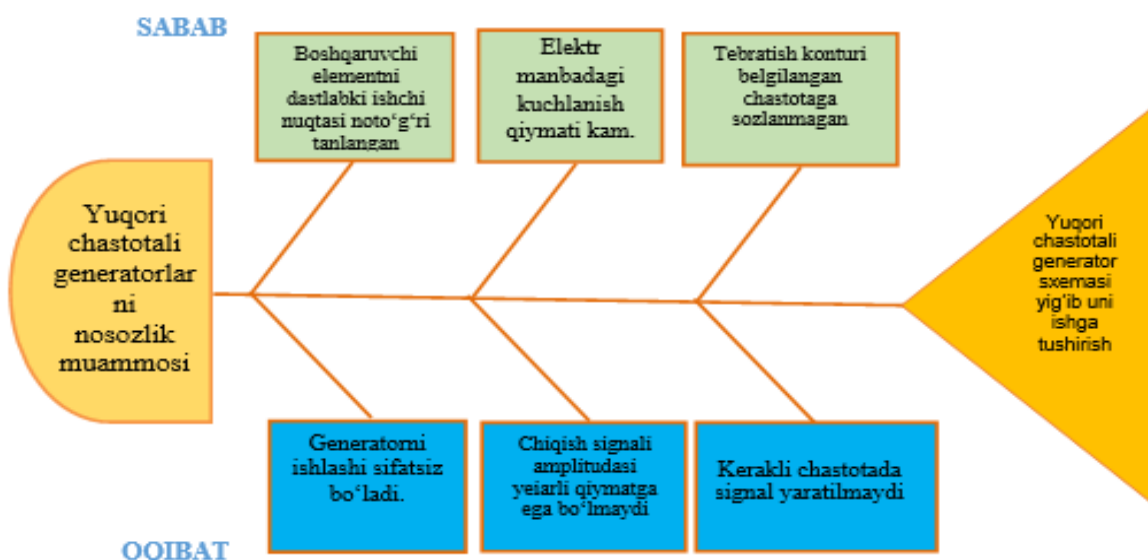 SABAB
Boshqaruvchi
elementni
dastlabki ishchi
nuqtasi noto‘g‘ri
tanlangan
Elektr
manbadagi
kuchlanish
qiymati kam.
Tebratish konturi
belgilangan
chastotaga
sozlanmagan
Yuqori
chastotali
generatorlar
ni
nosozlik
muammosi
Yuqori
chastotali
generator
sxemasi
yig‘ib uni
ishga
tushirish
Generatorni
ishlashi sifatsiz
bo‘ladi.
Chiqish signali
amplitudasi
yeiarli qiymatga
ega bo‘lmaydi
Kerakli chastotada
signal yaratilmaydi
OQIBAT